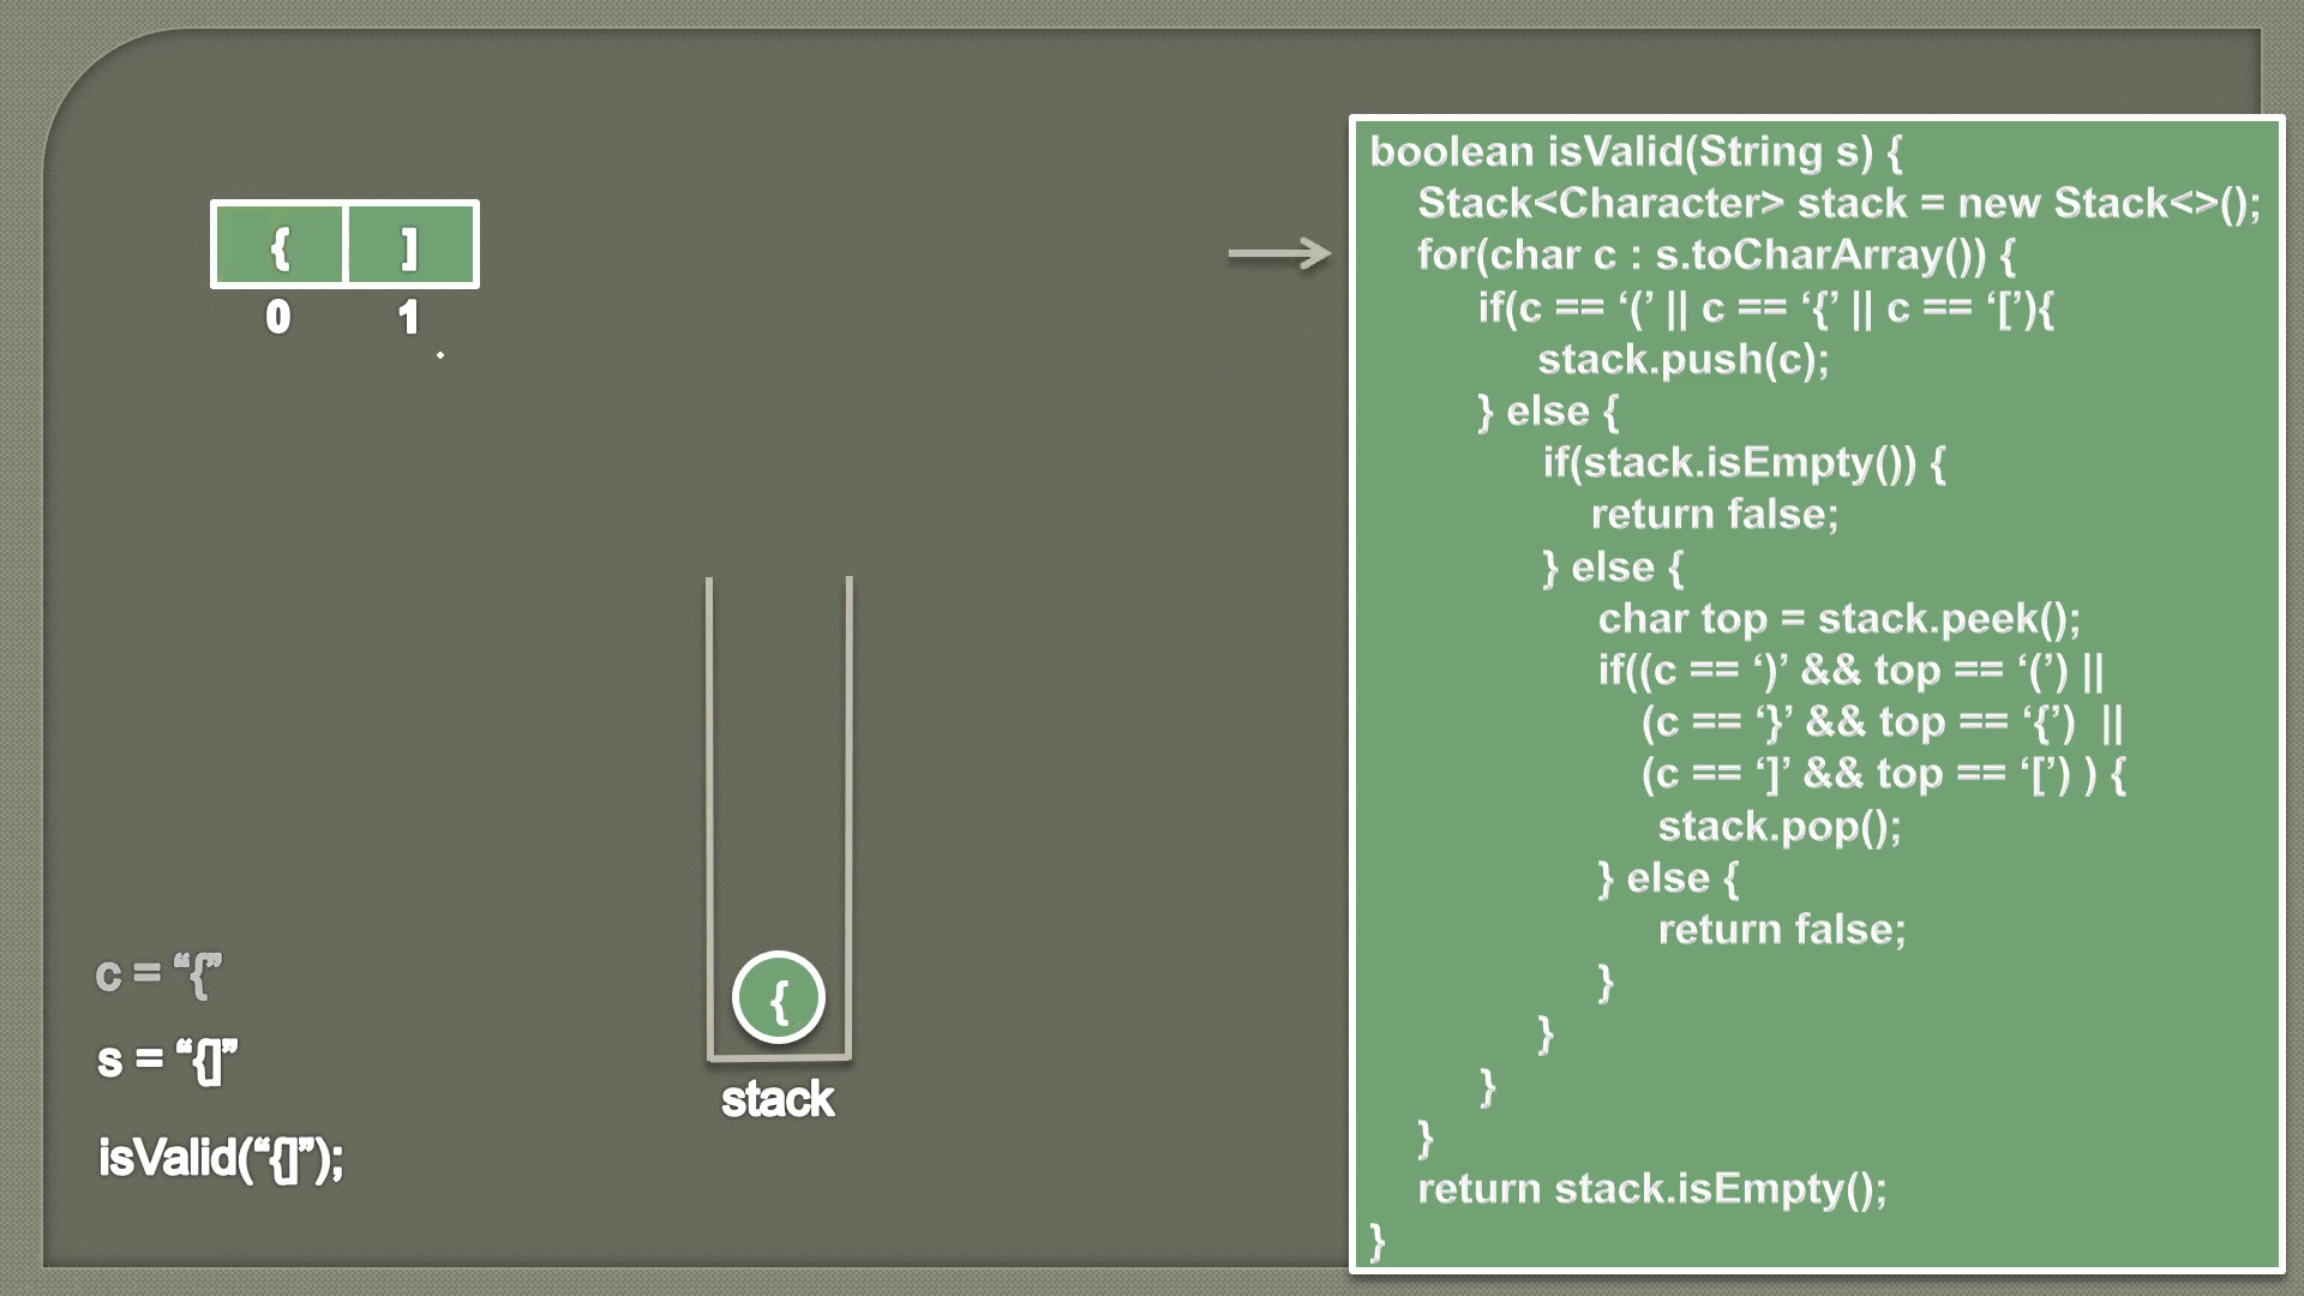 { ]
0 1
{
stack
c = “{”
s = “{]”
isValid(“{]”);
boolean isValid(String s) {
Stack<Character> stack = new Stack<>();
for(char c : s.toCharArray()) {
if(c == ‘(’ || c == ‘{’ || c == ‘[’){
stack.push(c);
} else {
if(stack.isEmpty()) {
return false;
} else {
char top = stack.peek();
if((c == ‘)’ && top == ‘(’) ||
(c == ‘}’ && top == ‘{’) ||
(c == ‘]’ && top == ‘[’) ) {
stack.pop();
} else {
return false;
}
}
}
}
return stack.isEmpty();
}